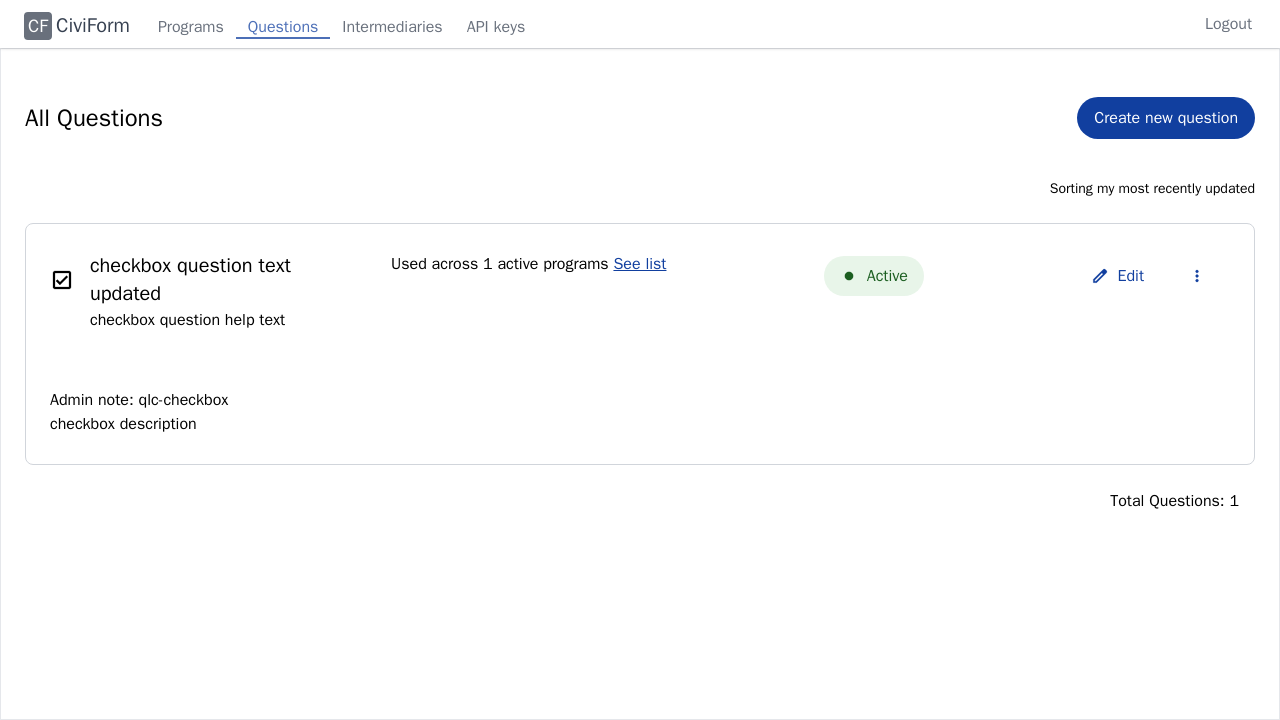 CF CiviForm Programs Questions Intermediaries API keys Logout
All Questions
Create new question
Sorting my most recently updated
checkbox question text
updated
checkbox question help text
Used across 1 active programs See list
Active
Edit
Admin note: qlc-checkbox
checkbox description
Total Questions: 1